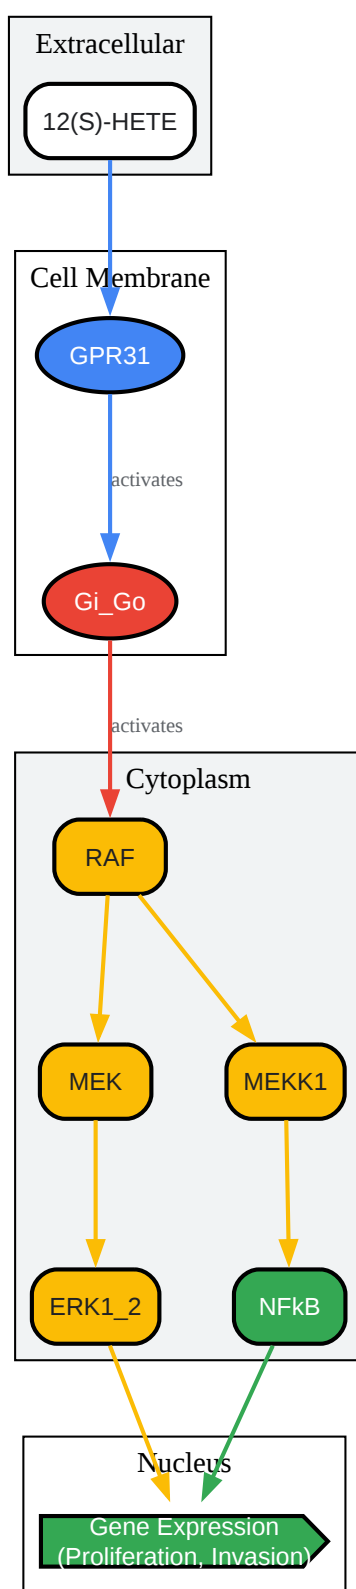 Extracellular
12(S)-HETE
Cell Membrane
GPR31
activates
Gi_Go
activates
Cytoplasm
RAF
MEK
MEKK1
ERK1_2
NFkB
Nucleus
Gene Expression
(Proliferation, Invasion)